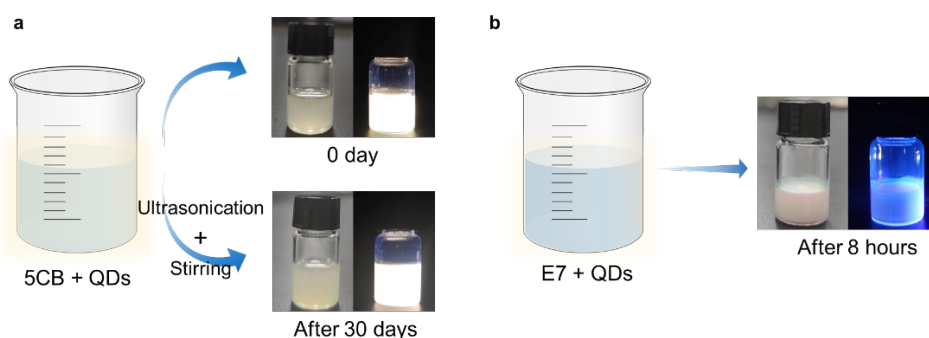 a
0 day
Ultrasonication
+
Stirring
5CB + QDs
After 30 days
b
E7 + QDs
After 8 hours